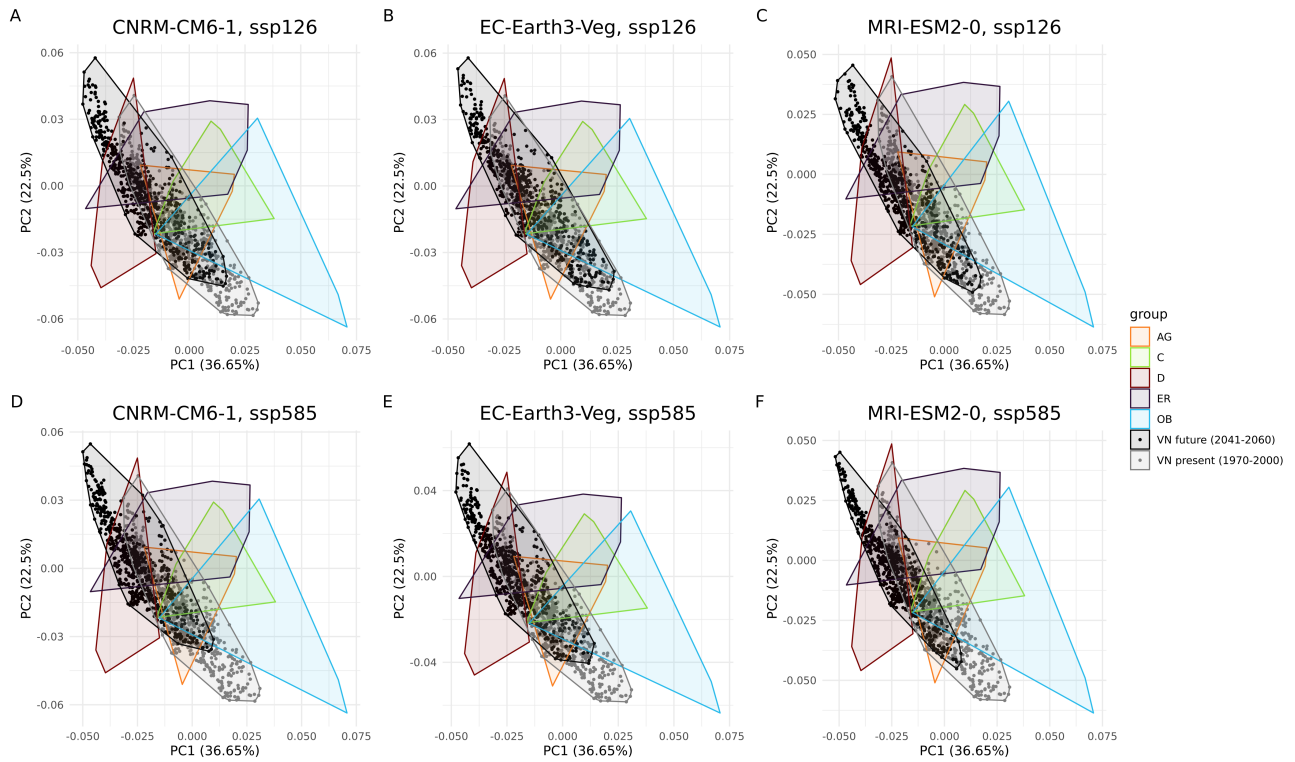 A
CNRM-CM6-1, ssp126
0.06
0.03
0.00
-0.03
-0.06
PC2 (22.5%)
-0.050
-0.025
0.000
0.025
0.050
0.075
PC1 (36.65%)
B
EC-Earth3-Veg, ssp126
0.06
0.03
0.00
-0.03
-0.06
PC2 (22.5%)
-0.050
-0.025
0.000
0.025
0.050
0.075
PC1 (36.65%)
C
MRI-ESM2-0, ssp126
0.050
0.025
0.000
-0.025
-0.050
PC2 (22.5%)
-0.050
-0.025
0.000
0.025
0.050
0.075
PC1 (36.65%)
group
AG
C
D
ER
OB
VN future (2041-2060)
VN present (1970-2000)
D
CNRM-CM6-1, ssp585
0.06
0.03
0.00
-0.03
-0.06
PC2 (22.5%)
-0.050
-0.025
0.000
0.025
0.050
0.075
PC1 (36.65%)
E
EC-Earth3-Veg, ssp585
0.04
0.00
-0.04
PC2 (22.5%)
-0.050
-0.025
0.000
0.025
0.050
0.075
PC1 (36.65%)
F
MRI-ESM2-0, ssp585
0.050
0.025
0.000
-0.025
-0.050
PC2 (22.5%)
-0.050
-0.025
0.000
0.025
0.050
0.075
PC1 (36.65%)